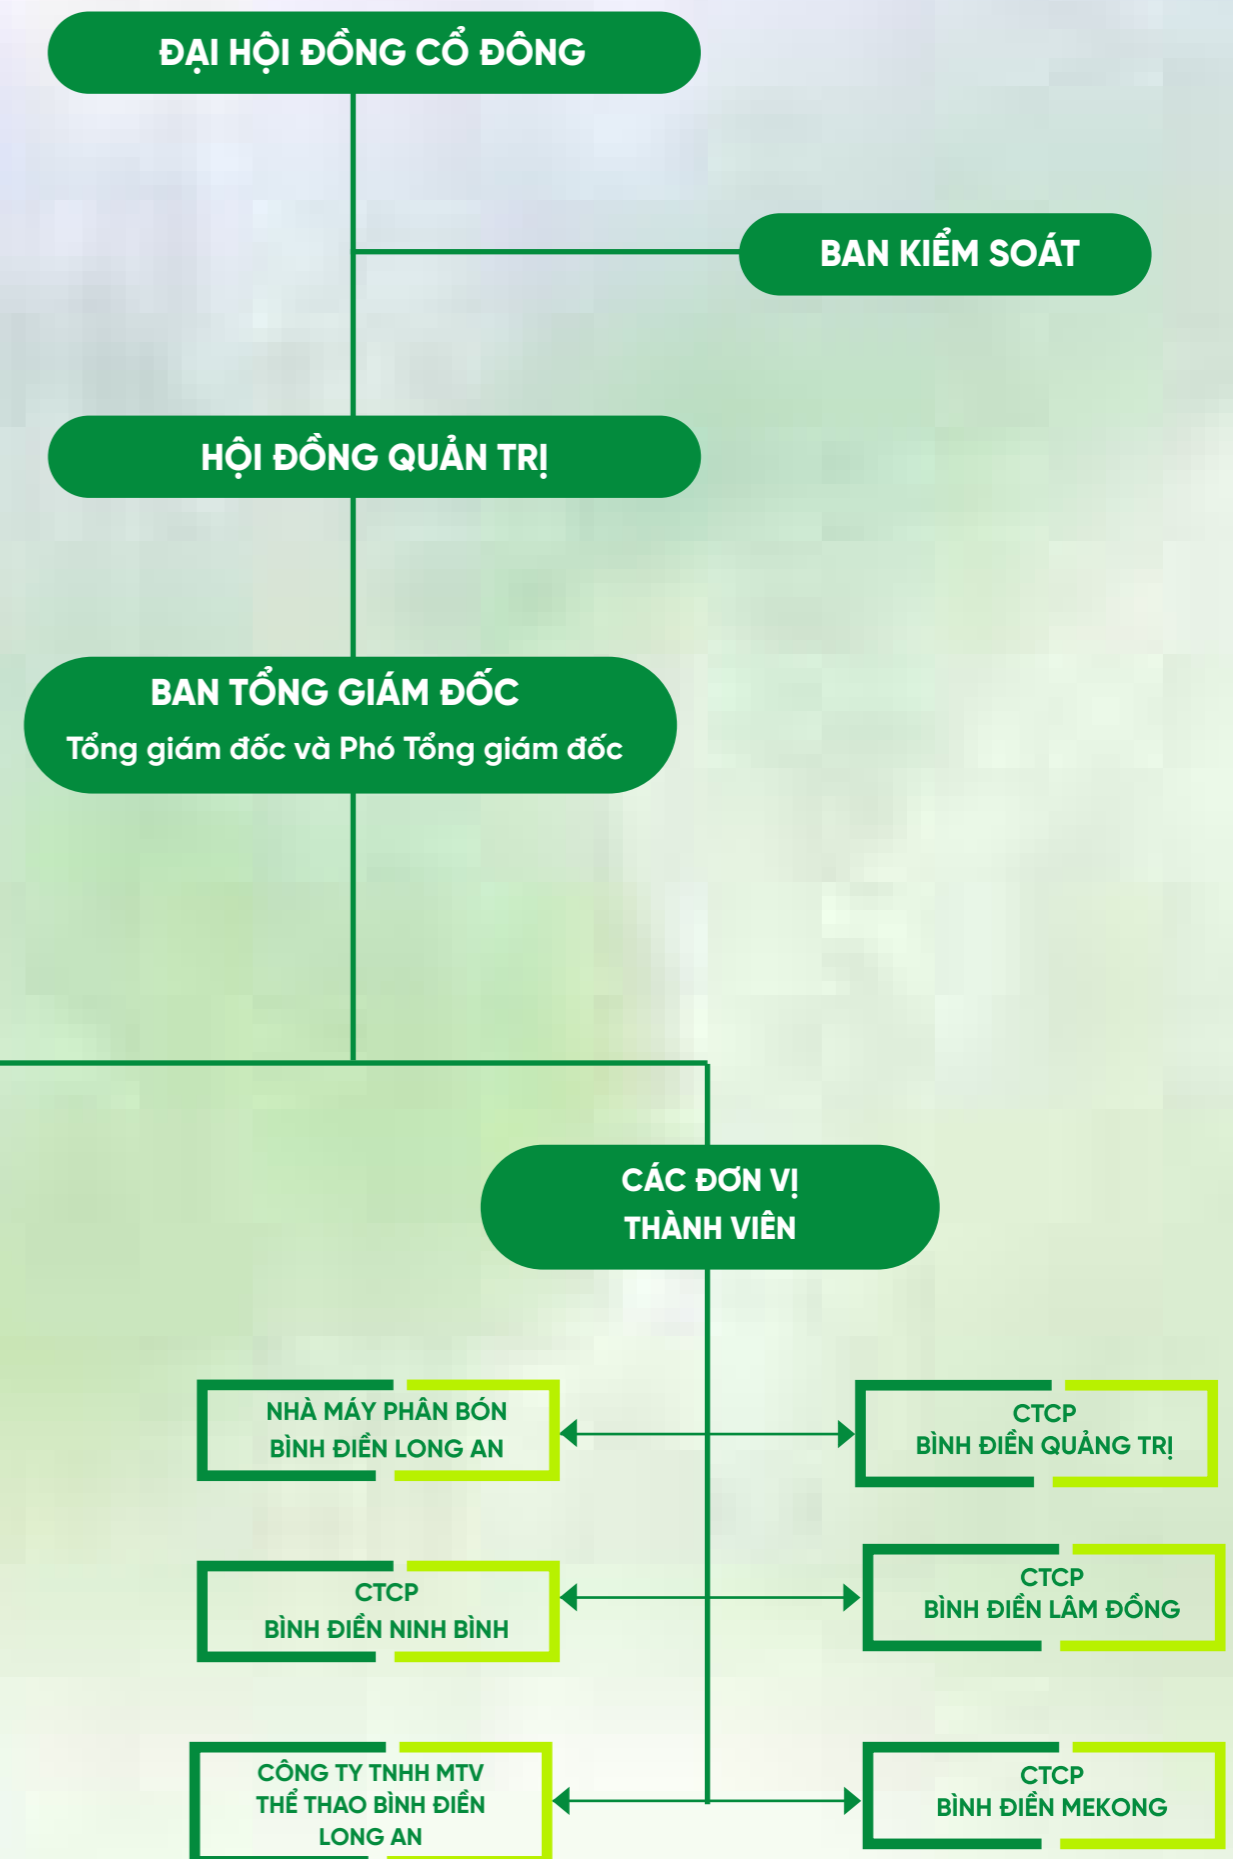 ĐẠI HỘI ĐỒNG CỔ ĐÔNG
BAN KIỂM SOÁT
HỘI ĐỒNG QUẢN TRỊ
BAN TỔNG GIÁM ĐỐC
Tổng giám đốc và Phó Tổng giám đốc
CÁC ĐƠN VỊ
THÀNH VIÊN
NHÀ MÁY PHÂN BÓN
BÌNH ĐIỀN LONG AN
CTCP
BÌNH ĐIỀN QUẢNG TRỊ
CTCP
BÌNH ĐIỀN NINH BÌNH
CTCP
BÌNH ĐIỀN LÂM ĐỒNG
CÔNG TY TNHH MTV
THỂ THAO BÌNH ĐIỀN
LONG AN
CTCP
BÌNH ĐIỀN MEKONG